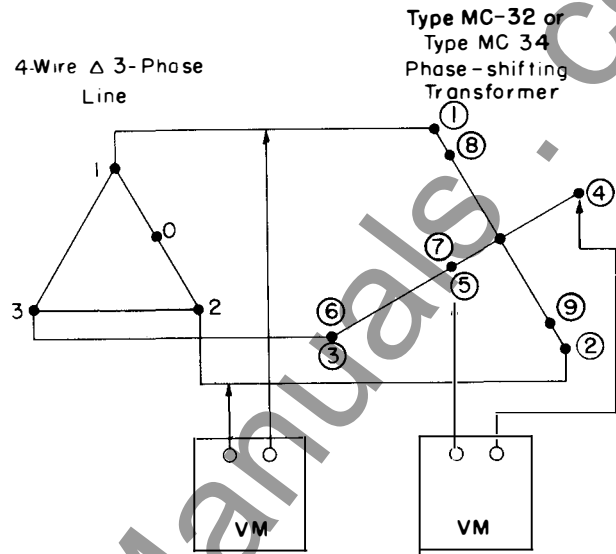 Type MC-32 or
Type MC 34
Phase-shifting
Transformer
4-Wire Δ 3-Phase
Line
1
8
1
4
0
7
5
3
2
6
3
9
2
VM
VM
Manuals.c